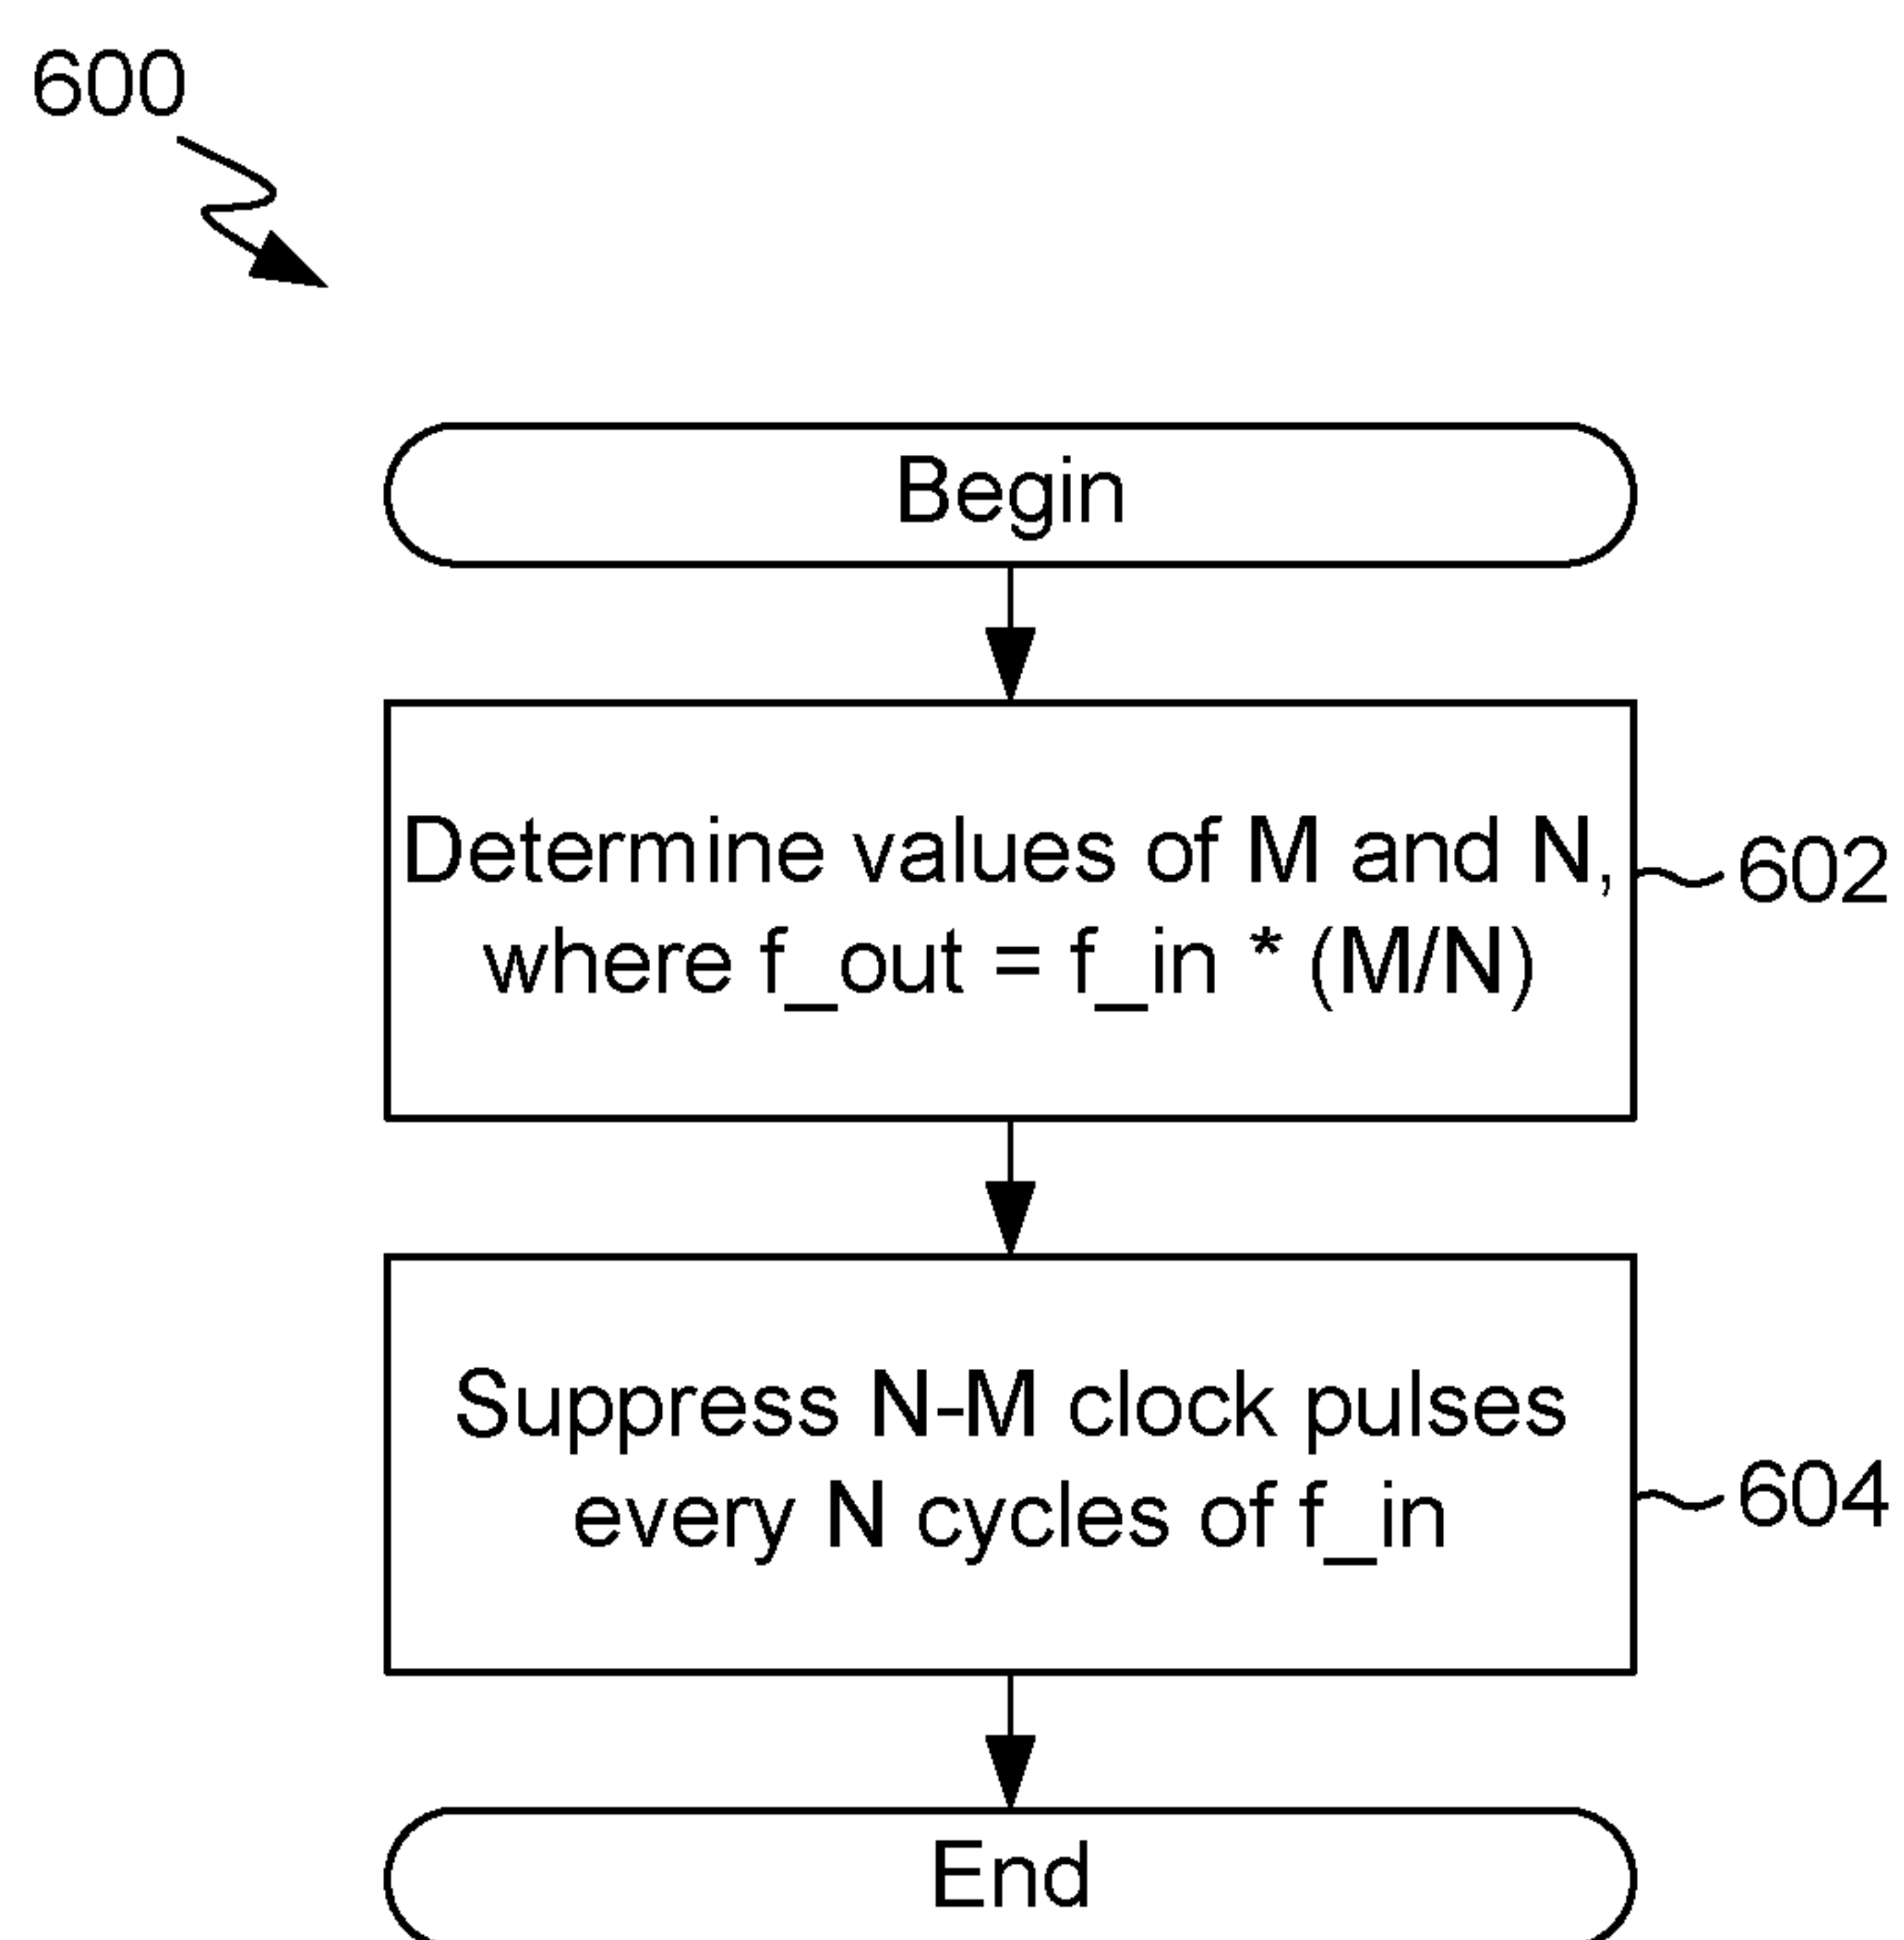 600
Begin
Determine values of M and N,
where f_out = f_in * (M/N)
602
Suppress N-M clock pulses
every N cycles of f_in
604
End